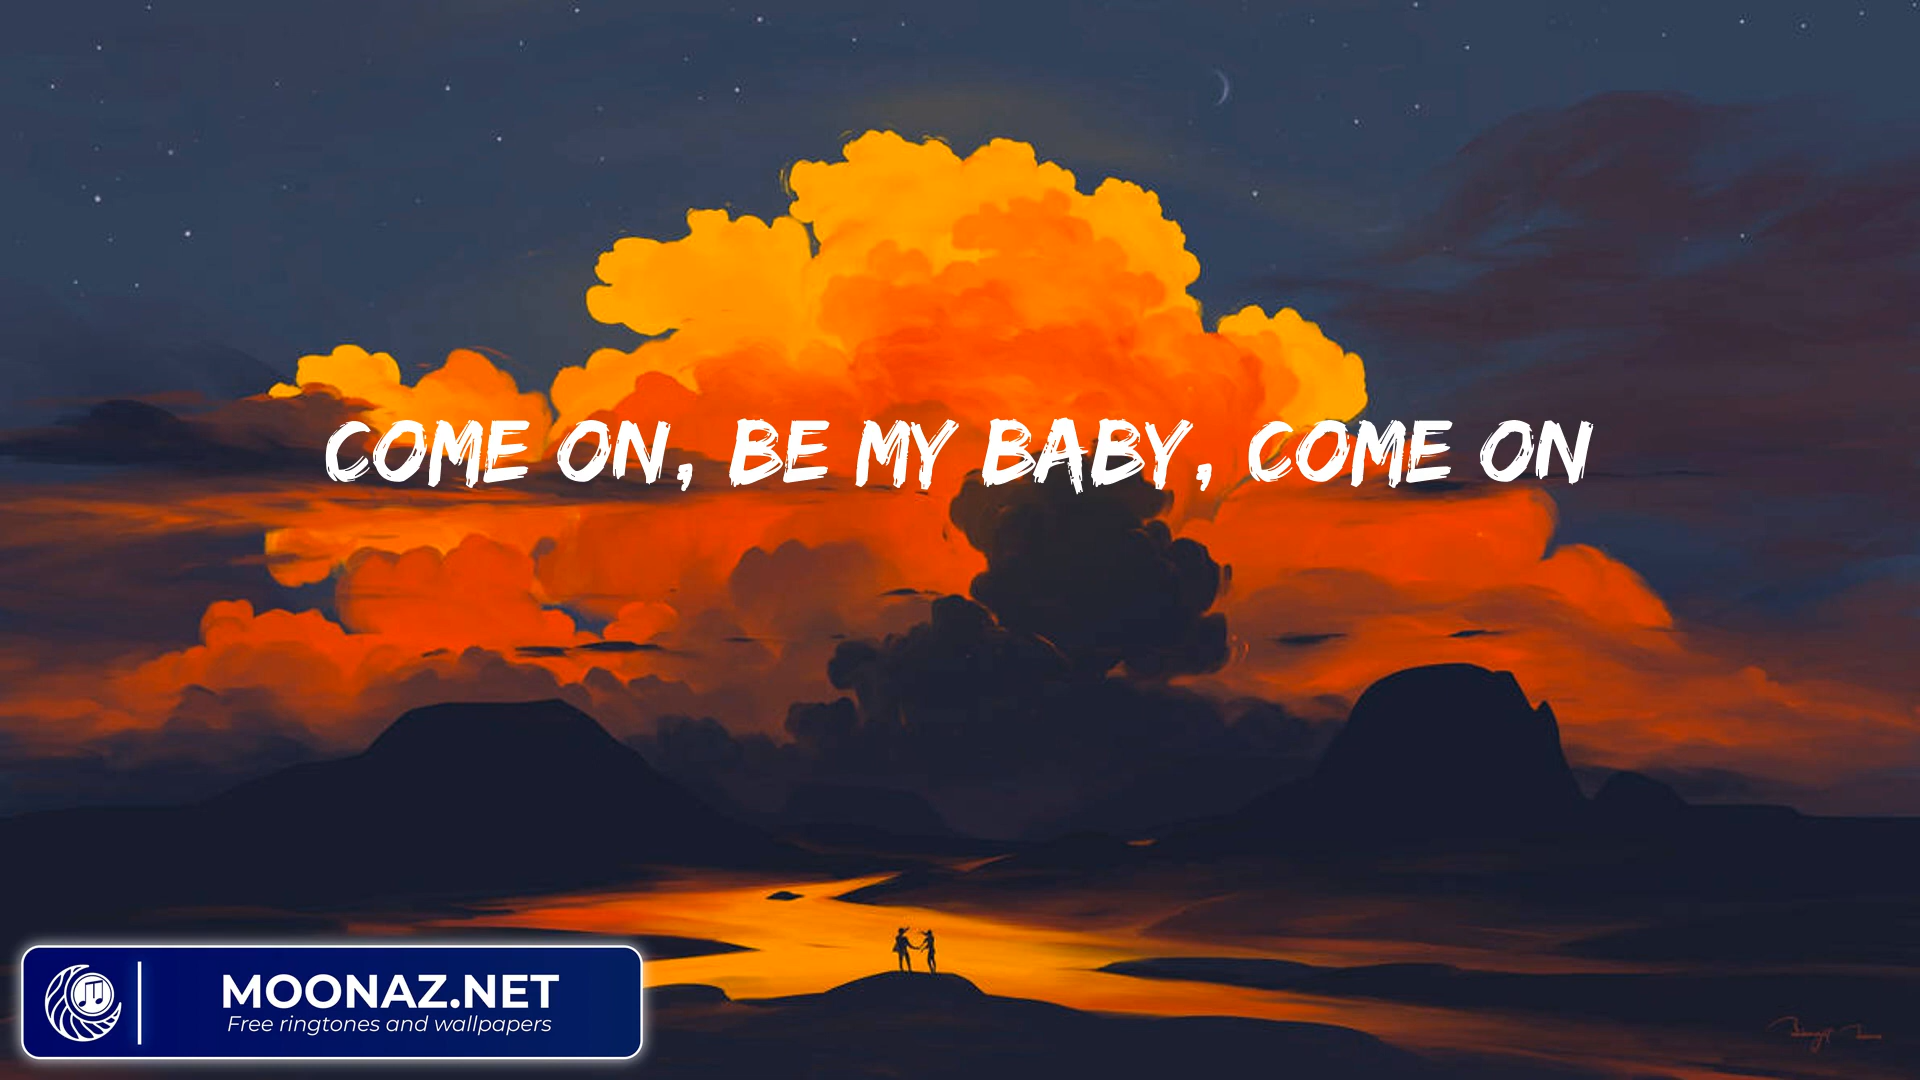 COME ON, BE MY BABY, COME ON
MOONAZ.NET
Free ringtones and wallpapers